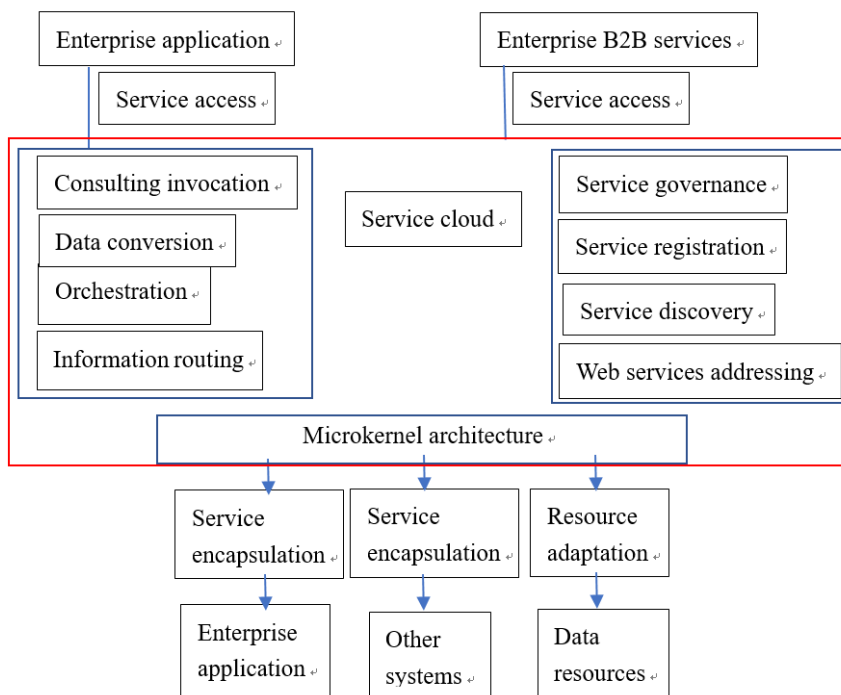 Enterprise application
Enterprise B2B services
Service access
Service access
Consulting invocation
Data conversion
Orchestration
Information routing
Service cloud
Service governance
Service registration
Service discovery
Web services addressing
Microkernel architecture
Service
encapsulation
Service
encapsulation
Resource
adaptation
Enterprise
application
Other
systems
Data
resources